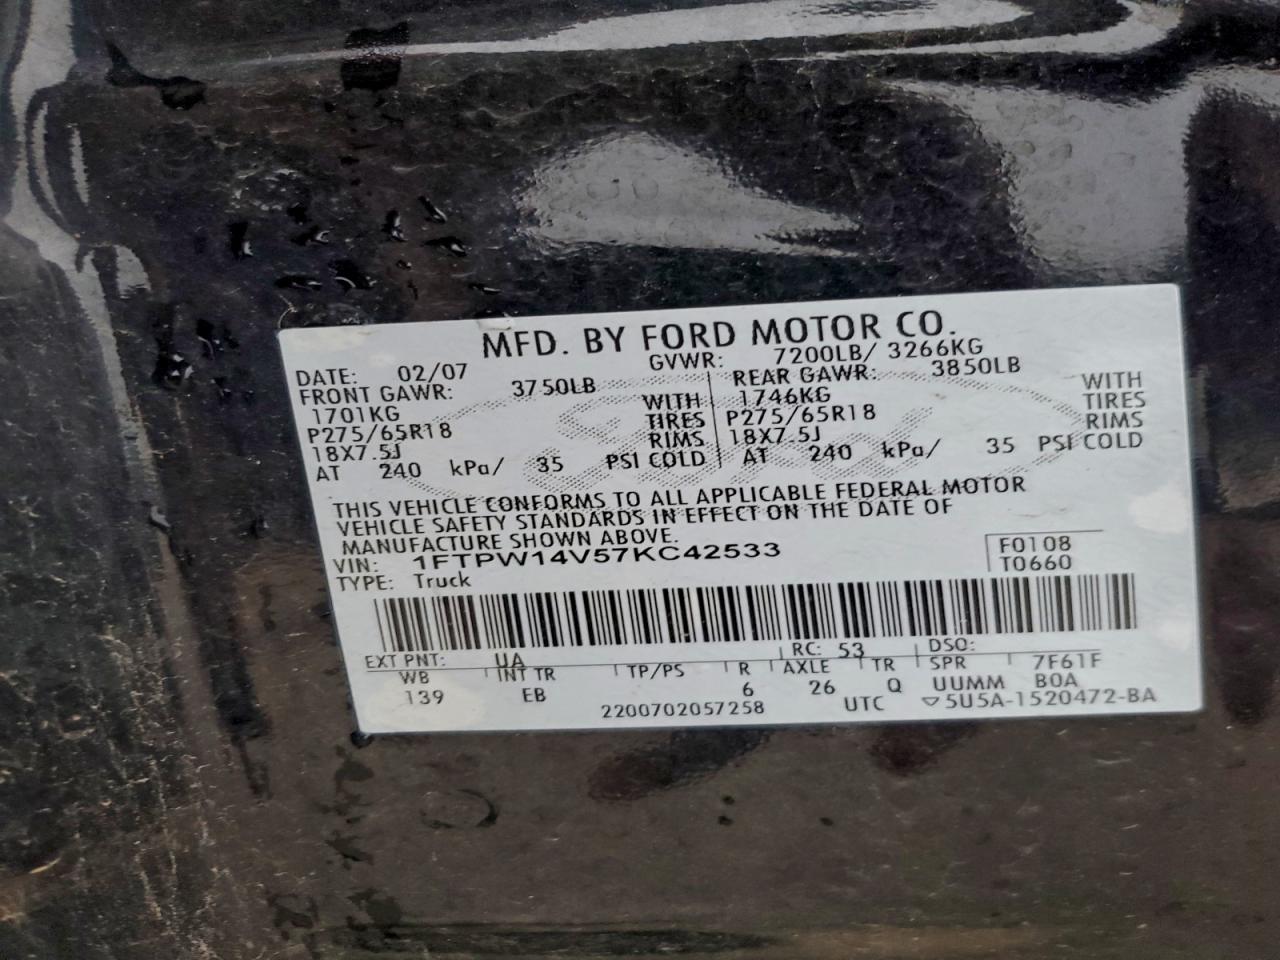 MFD. BY FORD MOTOR CO.
DATE: 02/07 GVWR: 7200LB/ 3266KG
FRONT GAWR: 3750LB REAR GAWR: 3850LB
1701KG WITH 1746KG WITH
P275/65R18 TIRES P275/65R18 TIRES
18X7.5J RIMS 18X7.5J RIMS
AT 240 kPa/ 35 PSI COLD AT 240 kPa/ 35 PSI COLD
THIS VEHICLE CONFORMS TO ALL APPLICABLE FEDERAL MOTOR
VEHICLE SAFETY STANDARDS IN EFFECT ON THE DATE OF
MANUFACTURE SHOWN ABOVE.
VIN: 1FTPW14V57KC42533 F0108
TYPE: Truck T0660
EXT PNT: UA RC: 53 DSO:
WB INT TR TP/PS R AXLE TR SPR 7F61F
139 EB 6 26 Q UUMM B0A
2200702057258 UTC ▽5U5A-1520472-BA